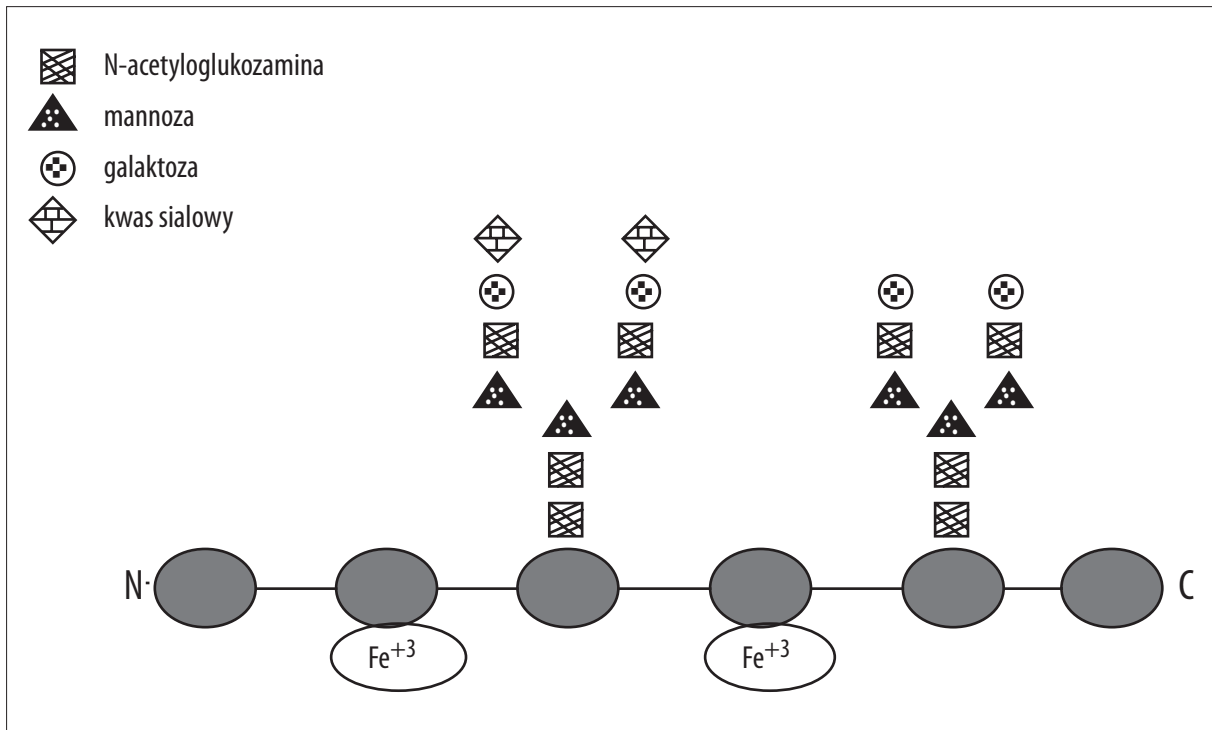 N-acetyloglukozamina
mannoza
galaktoza
kwas sialowy
N· C
Fe+3 Fe+3